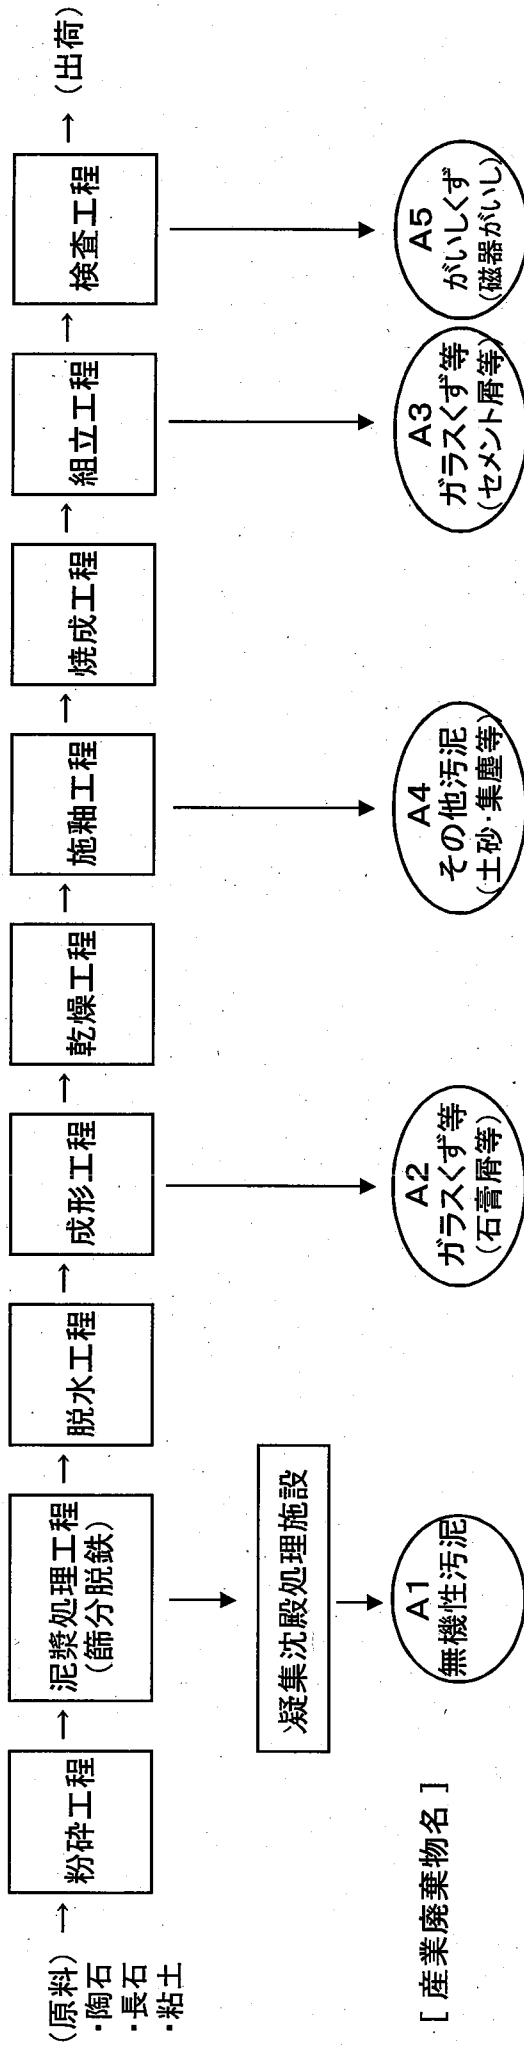 (原料) →
・陶石
・長石
・粘土
粉砕工程
→
泥漿処理工程
(篩分脱鉄)
→
脱水工程
→
成形工程
→
乾燥工程
→
施釉工程
→
焼成工程
→
組立工程
→
検査工程
→ (出荷)
凝集沈殿処理施設
[ 産業廃棄物名 ]
A1
無機性汚泥
A2
ガラスくず等
(石膏屑等)
A4
その他汚泥
(土砂・集塵等)
A3
ガラスくず等
(セメント屑等)
A5
がいしくず
(磁器がいし)